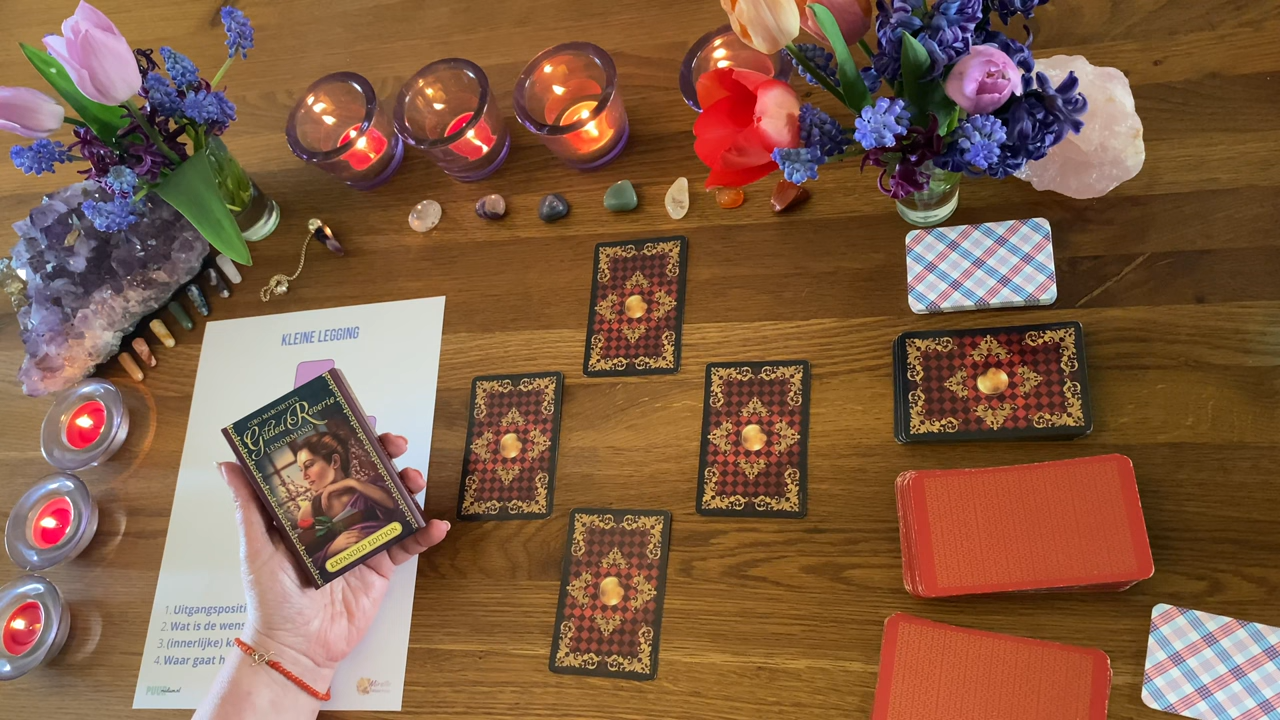 KLEINE LEGGING
CIRO MARCHETTI'S
Gilded Reverie
LENORMAND
EXPANDED EDITION
1. Uitgangspositi
2. Wat is de wens
3. (innerlijke) k
4. Waar gaat h